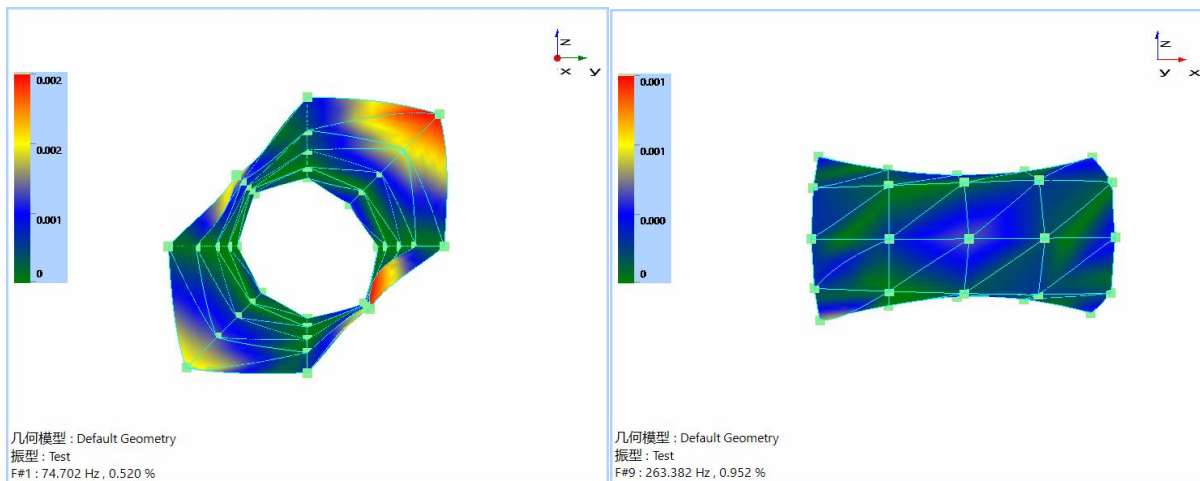 Z
X
Y
0.002
0.002
0.001
0
几何模型 : Default Geometry
振型 : Test
F#1 : 74.702 Hz , 0.520 %
Z
Y
X
0.001
0.001
0.000
0
几何模型 : Default Geometry
振型 : Test
F#9 : 263.382 Hz , 0.952 %